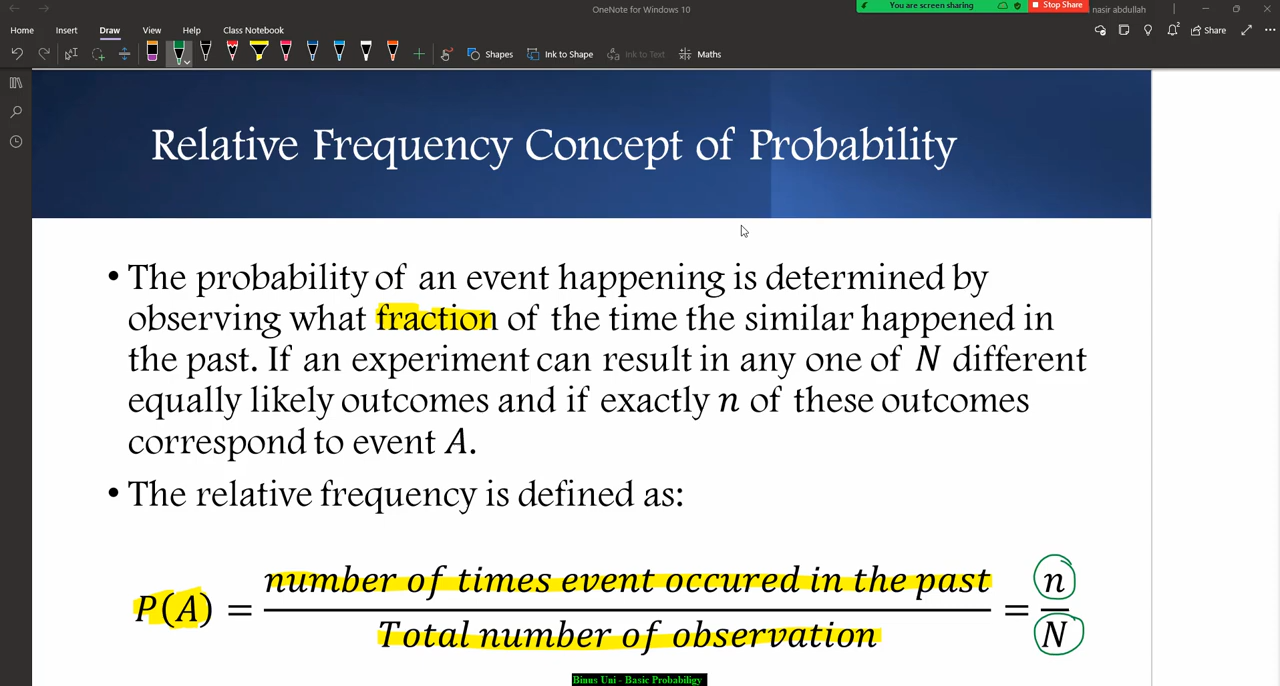 OneNote for Windows 10
You are screen sharing
Stop Share
nasir abdullah
Home Insert Draw View Help Class Notebook
Share
Shapes Ink to Shape Ink to Text Maths
Relative Frequency Concept of Probability
• The probability of an event happening is determined by
observing what fraction of the time the similar happened in
the past. If an experiment can result in any one of N different
equally likely outcomes and if exactly n of these outcomes
correspond to event A.
• The relative frequency is defined as:
number of times event occured in the past n
P(A) = =
Total number of observation N
Binus Uni - Basic Probabiligy